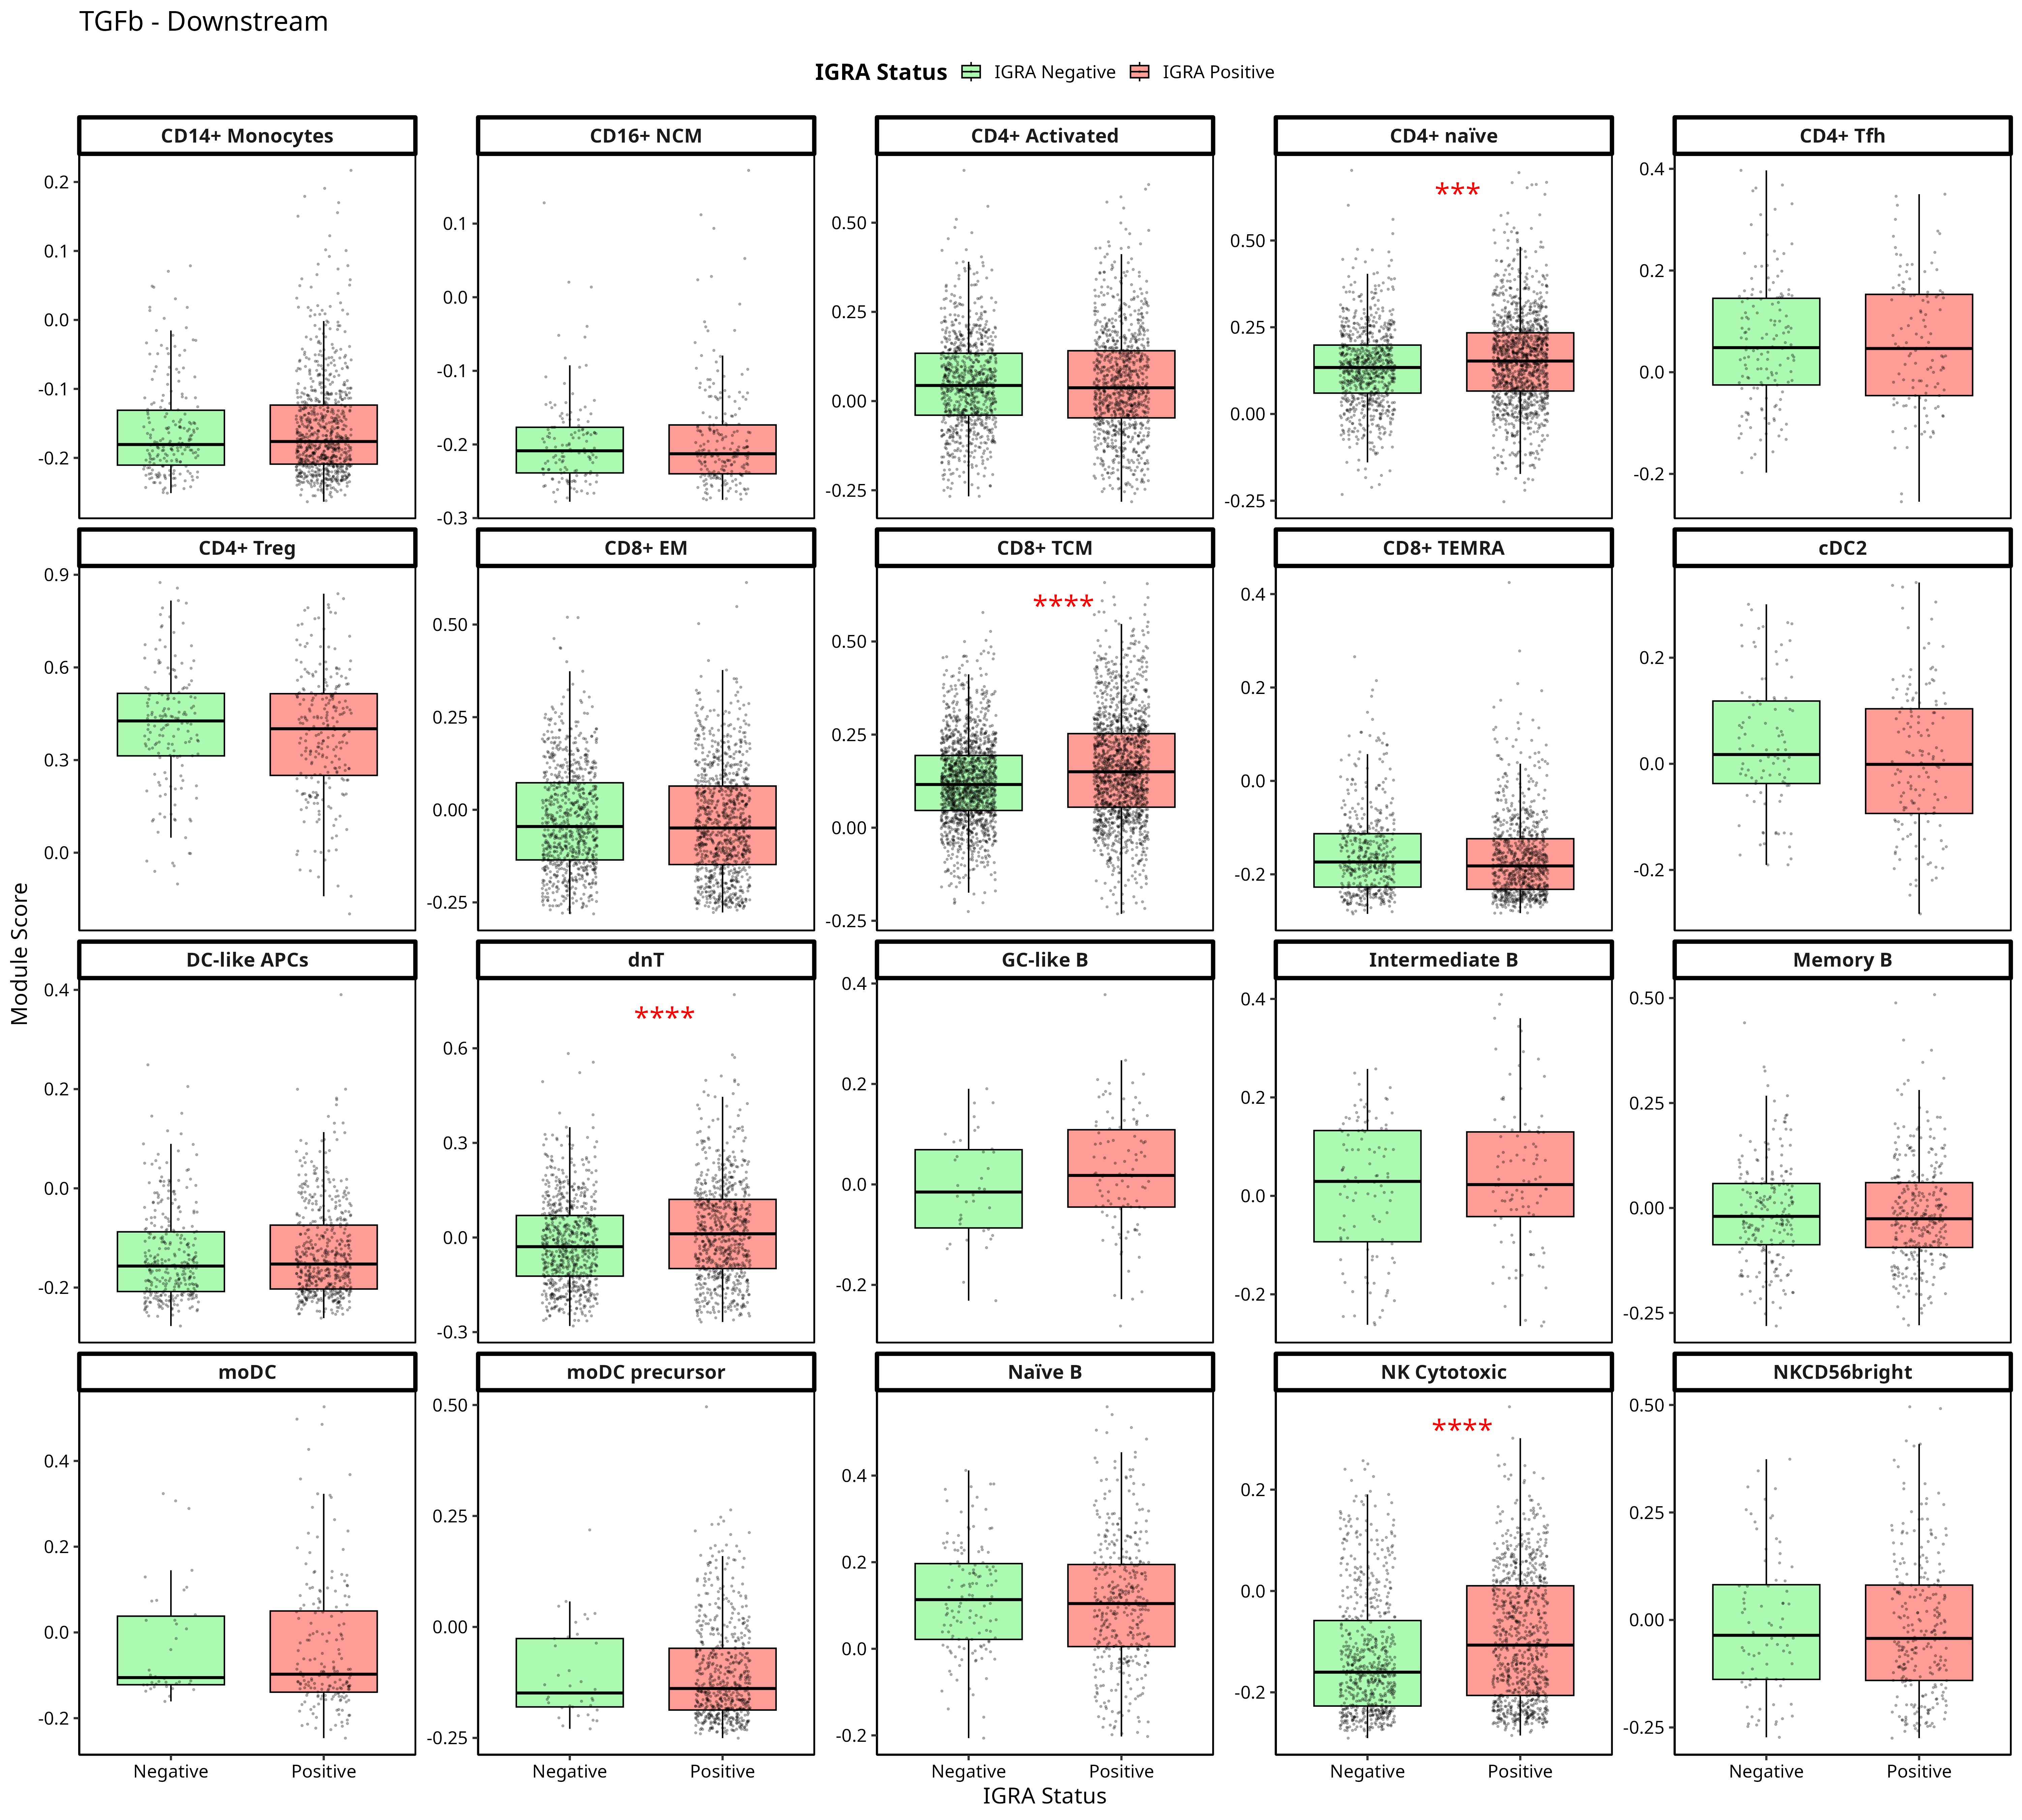 TGFb - Downstream
IGRA Status IGRA Negative IGRA Positive
CD14+ Monocytes CD16+ NCM CD4+ Activated CD4+ naïve CD4+ Tfh
0.2 0.1 0.0 -0.1 -0.2
0.1 0.0 -0.1 -0.2 -0.3
0.50 0.25 0.00 -0.25
*** 0.50 0.25 0.00 -0.25
0.4 0.2 0.0 -0.2
CD4+ Treg CD8+ EM CD8+ TCM CD8+ TEMRA cDC2
0.9 0.6 0.3 0.0
0.50 0.25 0.00 -0.25
**** 0.50 0.25 0.00 -0.25
0.4 0.2 0.0 -0.2
0.2 0.0 -0.2
Module Score
DC-like APCs dnT GC-like B Intermediate B Memory B
0.4 0.2 0.0 -0.2
**** 0.6 0.3 0.0 -0.3
0.4 0.2 0.0 -0.2
0.4 0.2 0.0 -0.2
0.50 0.25 0.00 -0.25
moDC moDC precursor Naïve B NK Cytotoxic NKCD56bright
0.4 0.2 0.0 -0.2
0.50 0.25 0.00 -0.25
0.4 0.2 0.0 -0.2
**** 0.2 0.0 -0.2
0.50 0.25 0.00 -0.25
Negative Positive Negative Positive Negative Positive Negative Positive Negative Positive
IGRA Status